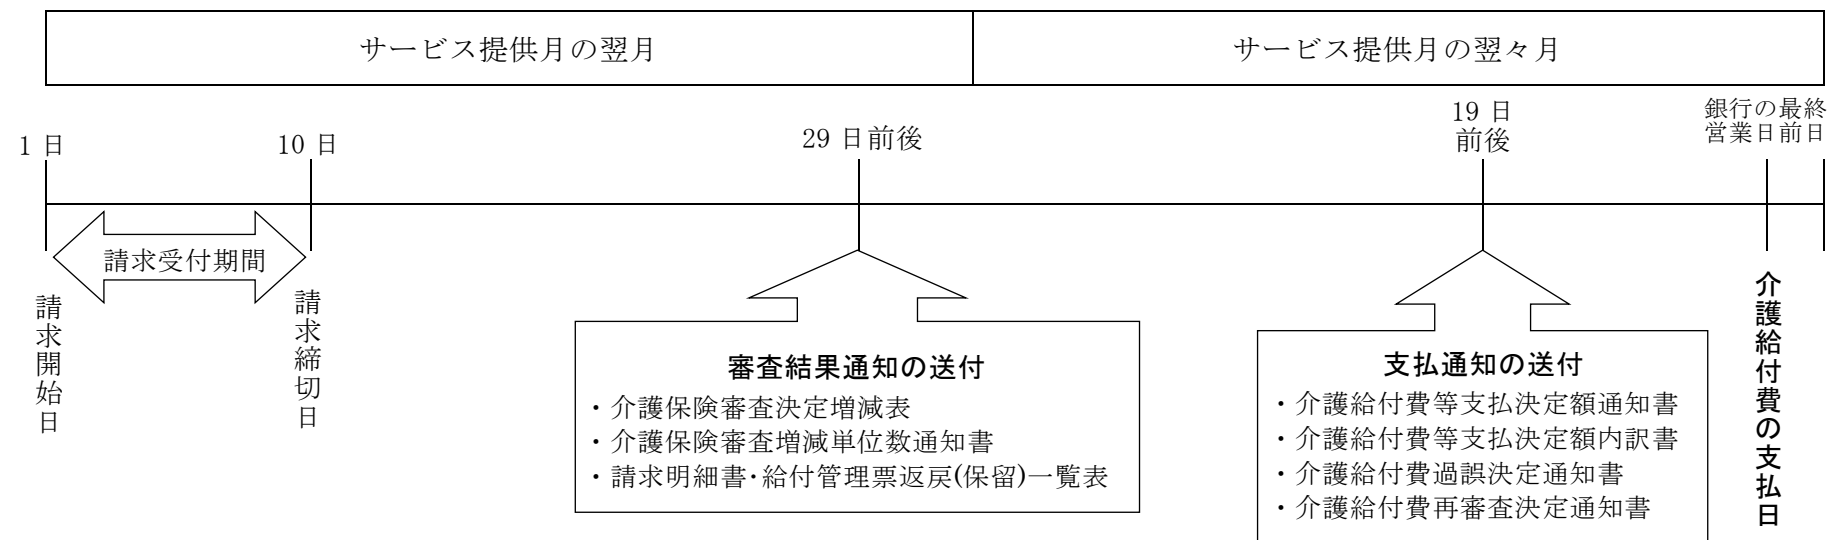 サービス提供月の翌月
サービス提供月の翌々月
1 日
10 日
29 日前後
19 日
前後
銀行の最終
営業日前日
請求受付期間
請求開始日
請求締切日
審査結果通知の送付
・介護保険審査決定増減表
・介護保険審査増減単位数通知書
・請求明細書･給付管理票返戻(保留)一覧表
支払通知の送付
・介護給付費等支払決定額通知書
・介護給付費等支払決定額内訳書
・介護給付費過誤決定通知書
・介護給付費再審査決定通知書
介護給付費の支払日